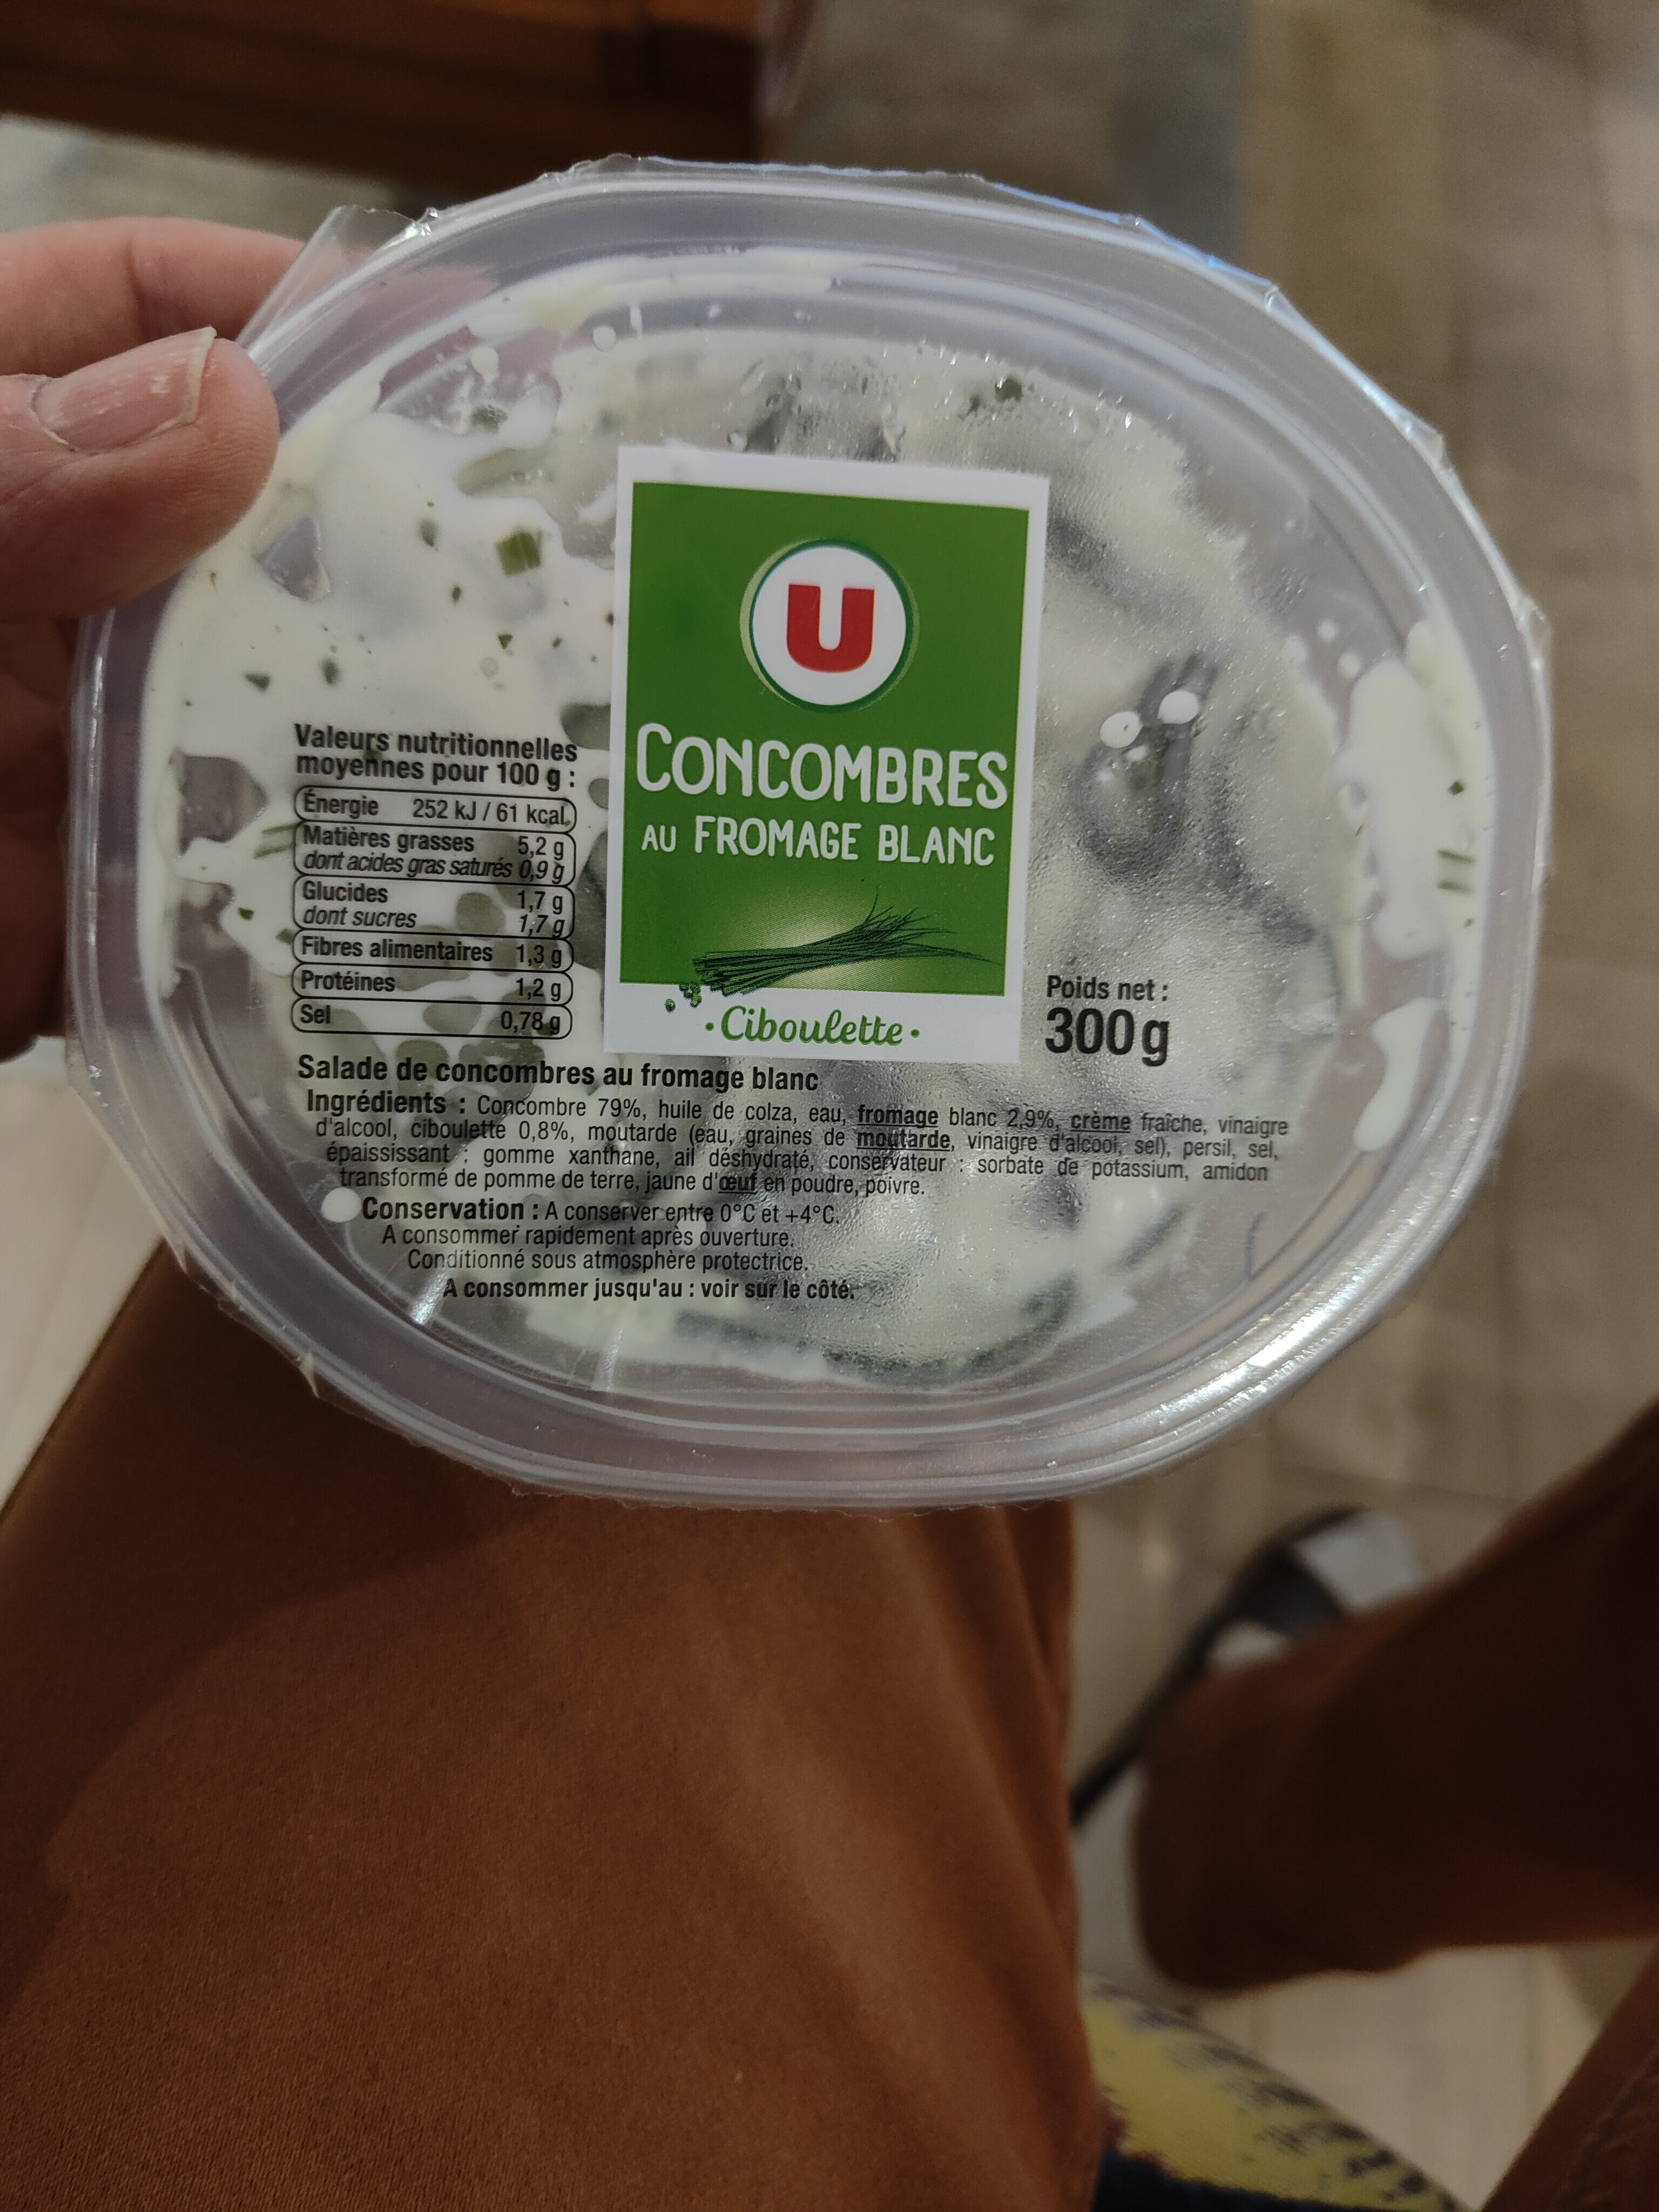 U
CONCOMBRES
AU FROMAGE BLANC
• Ciboulette •
Valeurs nutritionnelles
moyennes pour 100 g :
Énergie 252 kJ / 61 kcal
Matières grasses 5,2 g
dont acides gras saturés 0,9 g
Glucides 1,7 g
dont sucres 1,7 g
Fibres alimentaires 1,3 g
Protéines 1,2 g
Sel 0,78 g
Poids net :
300g
Salade de concombres au fromage blanc
Ingrédients : Concombre 79%, huile de colza, eau, fromage blanc 2,9%, crème fraîche, vinaigre
d'alcool, ciboulette 0,8%, moutarde (eau, graines de moutarde, vinaigre d'alcool, sel), persil, sel,
épaississant : gomme xanthane, ail déshydraté, conservateur : sorbate de potassium, amidon
transformé de pomme de terre, jaune d'œuf en poudre, poivre.
Conservation : A conserver entre 0°C et +4°C.
A consommer rapidement après ouverture.
Conditionné sous atmosphère protectrice.
A consommer jusqu'au : voir sur le côté.